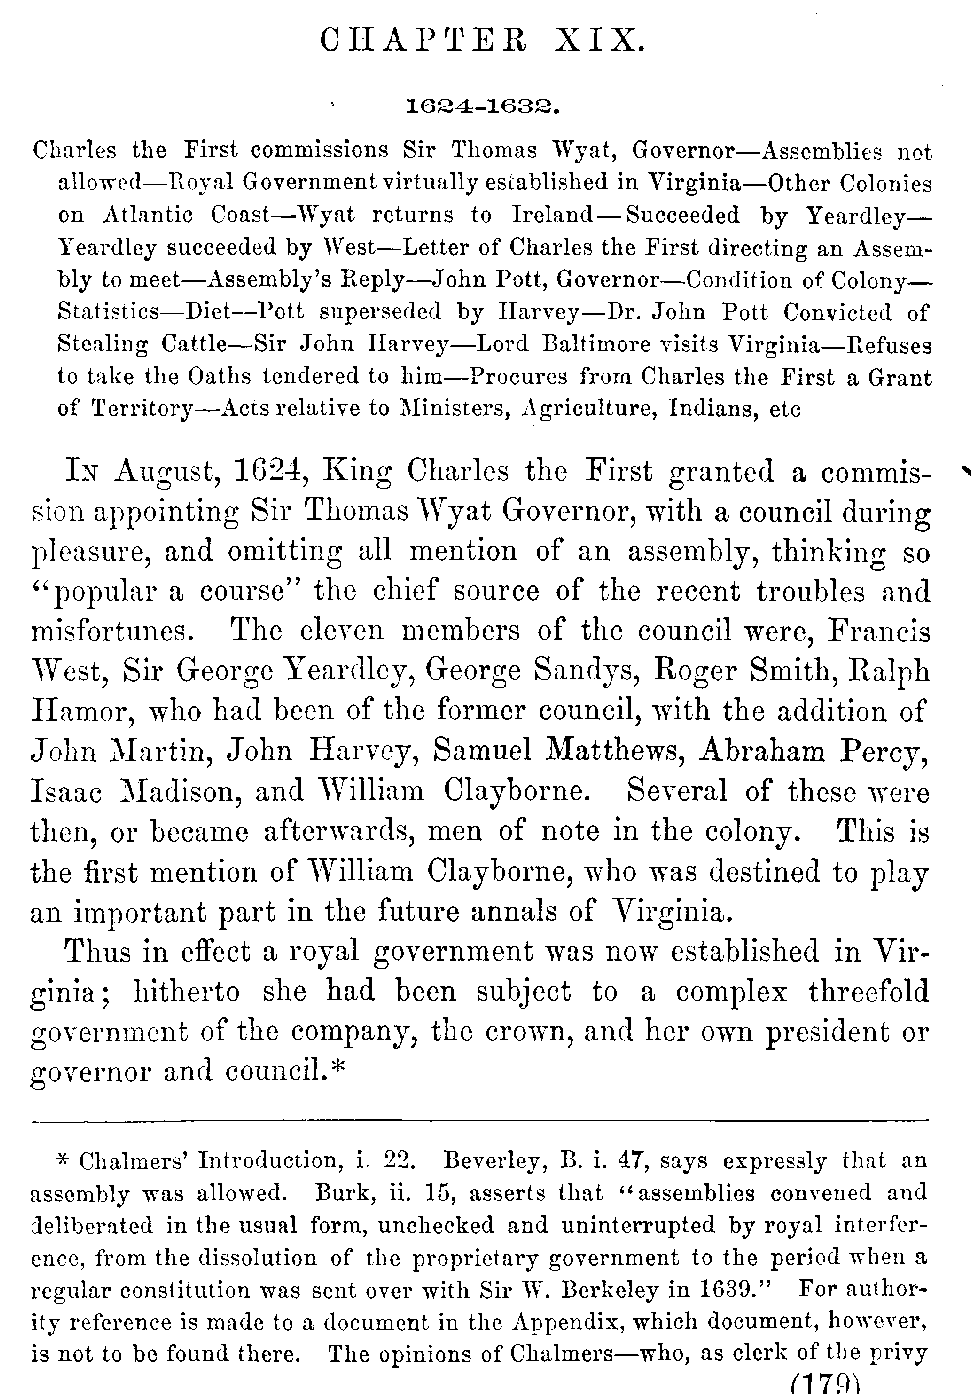 CHAPTER XIX.
1624-1632.
Charles the First commissions Sir Thomas Wyat, Governor—Assemblies not
allowed—Royal Government virtually established in Virginia—Other Colonies
on Atlantic Coast—Wyat returns to Ireland—Succeeded by Yeardley—
Yeardley succeeded by West—Letter of Charles the First directing an Assem-
bly to meet—Assembly's Reply—John Pott, Governor—Condition of Colony—
Statistics—Diet—Pott superseded by Harvey—Dr. John Pott Convicted of
Stealing Cattle—Sir John Harvey—Lord Baltimore visits Virginia—Refuses
to take the Oaths tendered to him—Procures from Charles the First a Grant
of Territory—Acts relative to Ministers, Agriculture, Indians, etc
In August, 1624, King Charles the First granted a commis-
sion appointing Sir Thomas Wyat Governor, with a council during
pleasure, and omitting all mention of an assembly, thinking so
"popular a course" the chief source of the recent troubles and
misfortunes. The eleven members of the council were, Francis
West, Sir George Yeardley, George Sandys, Roger Smith, Ralph
Hamor, who had been of the former council, with the addition of
John Martin, John Harvey, Samuel Matthews, Abraham Percy,
Isaac Madison, and William Clayborne. Several of these were
then, or became afterwards, men of note in the colony. This is
the first mention of William Clayborne, who was destined to play
an important part in the future annals of Virginia.
Thus in effect a royal government was now established in Vir-
ginia; hitherto she had been subject to a complex threefold
government of the company, the crown, and her own president or
governor and council.*
* Chalmers' Introduction, i. 22. Beverley, B. i. 47, says expressly that an
assembly was allowed. Burk, ii. 15, asserts that "assemblies convened and
deliberated in the usual form, unchecked and uninterrupted by royal interfer-
ence, from the dissolution of the proprietary government to the period when a
regular constitution was sent over with Sir W. Berkeley in 1639." For author-
ity reference is made to a document in the Appendix, which document, however,
is not to be found there. The opinions of Chalmers—who, as clerk of the privy
(179)